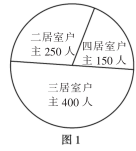 二居室户
主 250 人
四居室户
主 150 人
三居室户
主 400 人
图 1